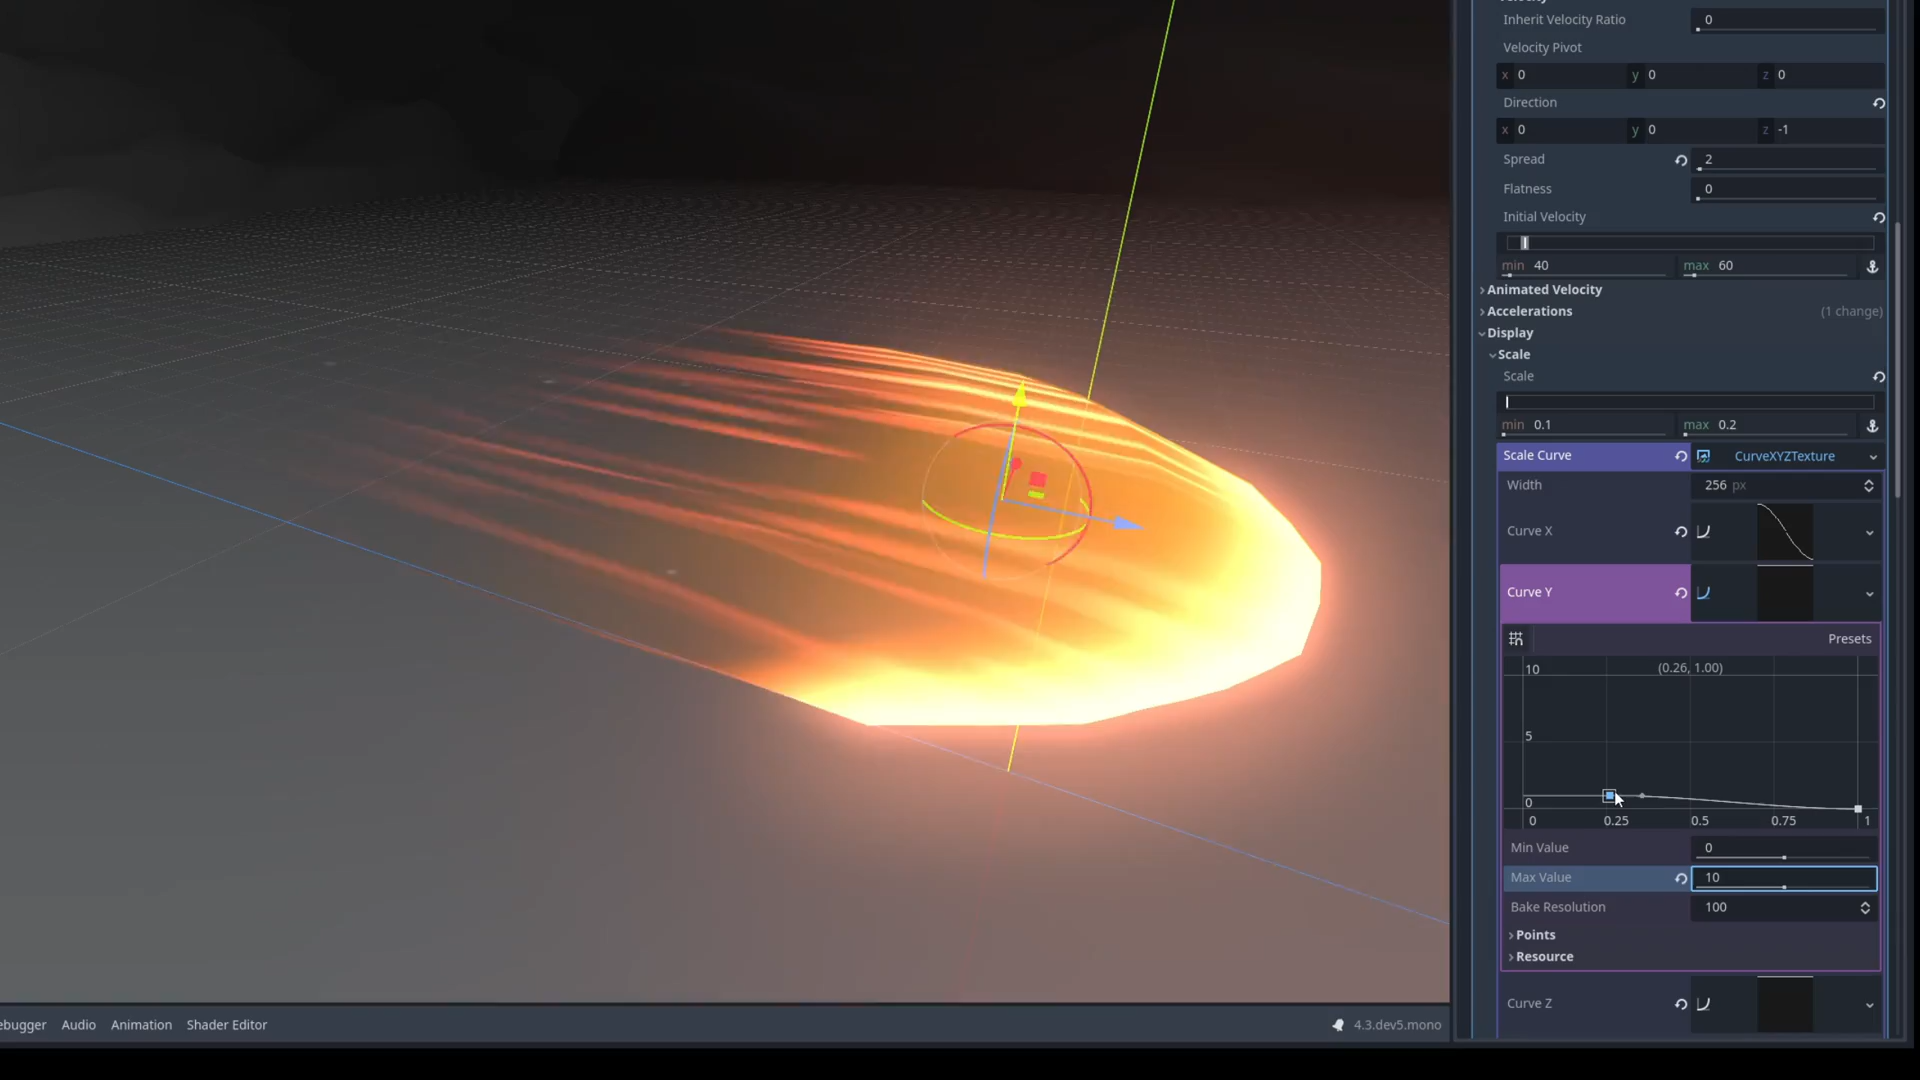 Inherit Velocity Ratio 0
Velocity Pivot
x 0 y 0 z 0
Direction
x 0 y 0 z -1
Spread 2
Flatness 0
Initial Velocity
min 40 max 60
Animated Velocity
Accelerations (1 change)
Display
Scale
Scale
min 0.1 max 0.2
Scale Curve CurveXYZTexture
Width 256 px
Curve X
Curve Y
Presets
10 (0.26, 1.00)
5
0
0 0.25 0.5 0.75 1
Min Value 0
Max Value 10
Bake Resolution 100
Points
Resource
Curve Z
ebugger Audio Animation Shader Editor 4.3.dev5.mono